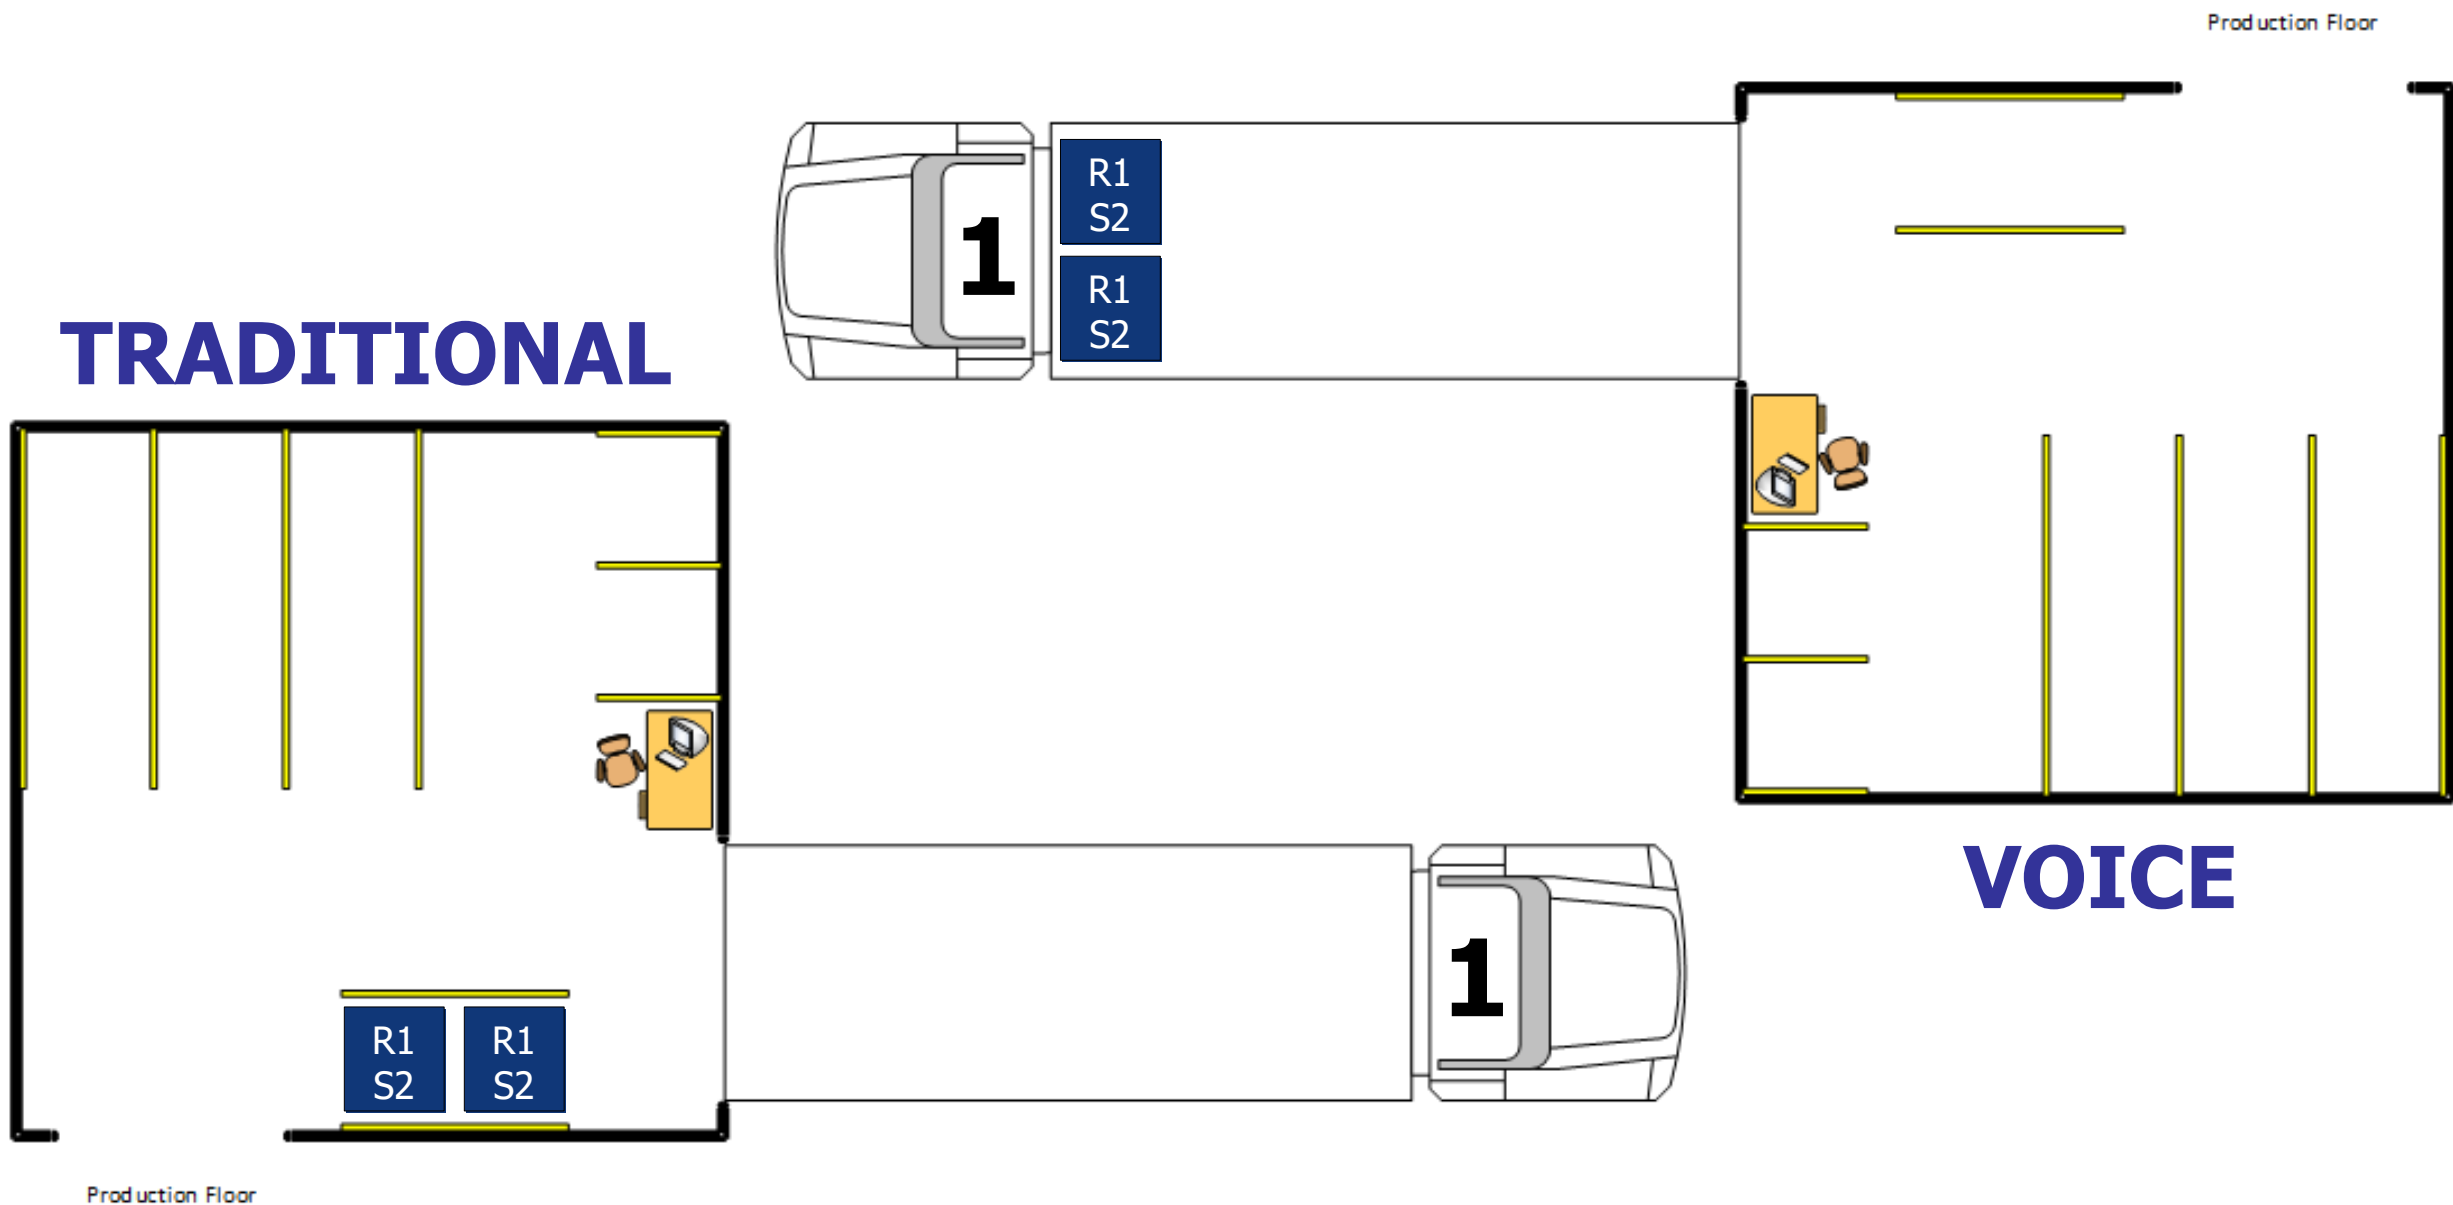 Production Floor
R1
S2
1
R1
S2
TRADITIONAL
VOICE
1
R1
S2
R1
S2
Production Floor